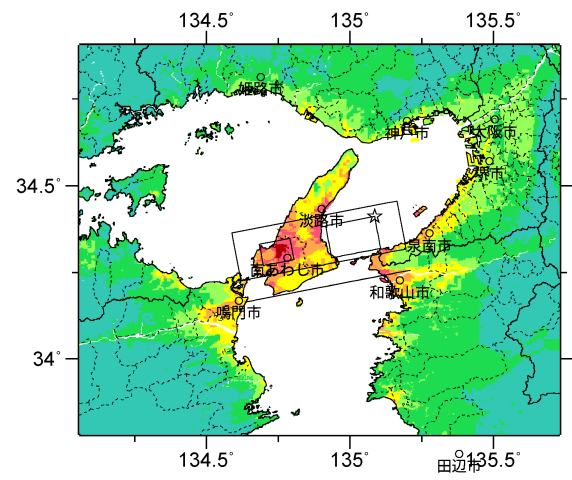 134.5° 135° 135.5°
姫路市
神戸市
大阪市
堺市
34.5°
淡路市
泉南市
南あわじ市
和歌山市
鳴門市
34°
134.5° 135° 135.5°
田辺市